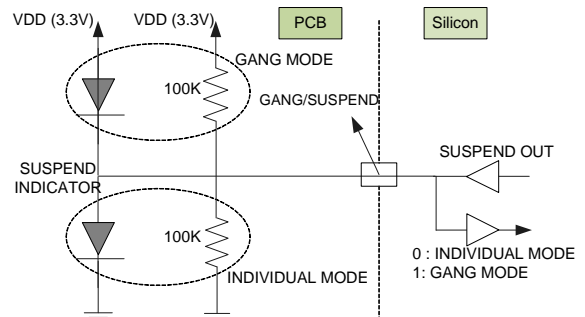 VDD (3.3V)
VDD (3.3V)
PCB
Silicon
GANG MODE
100K
GANG/SUSPEND
SUSPEND OUT
SUSPEND
INDICATOR
100K
0 : INDIVIDUAL MODE
1: GANG MODE
INDIVIDUAL MODE